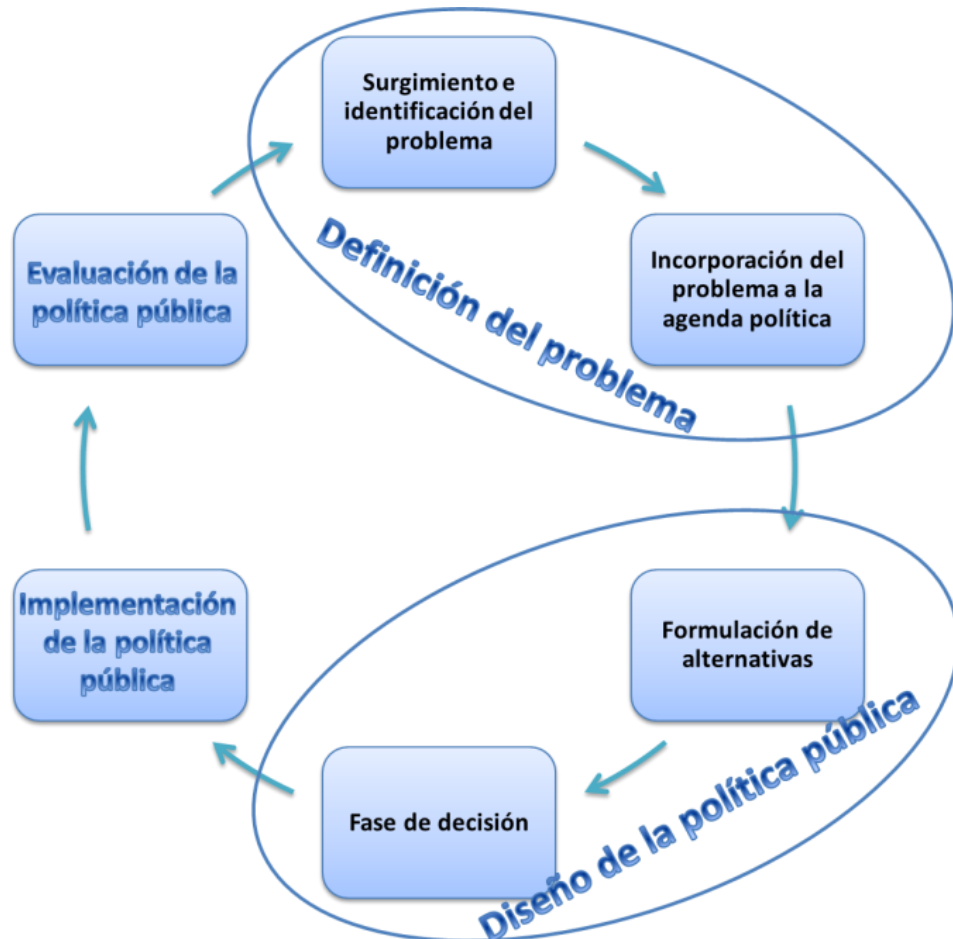 Surgimiento e
identificación del
problema
Definición del problema
Incorporación del
problema a la
agenda política
Formulación de
alternativas
Diseño de la política pública
Fase de decisión
Implementación
de la política
pública
Evaluación de la
política pública